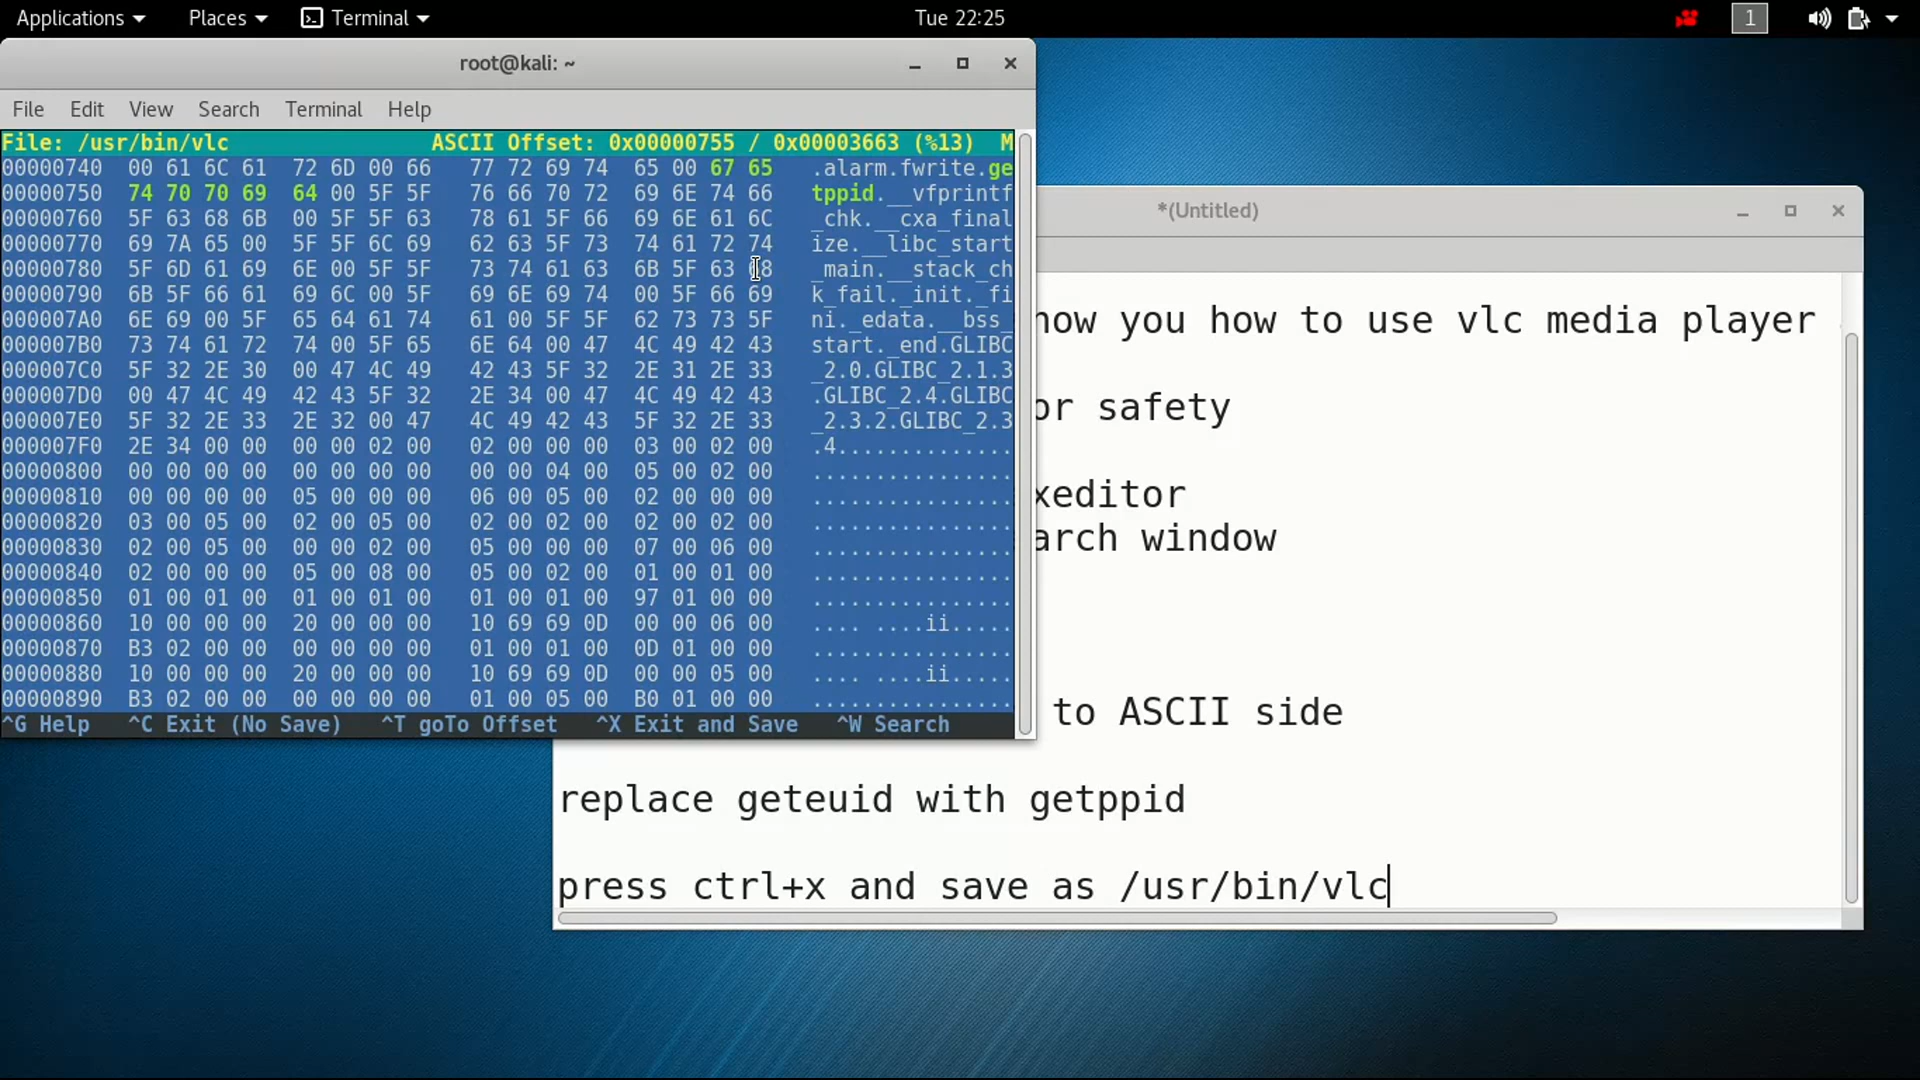 Applications Places Terminal Tue 22:25 1
root@kali: ~
File Edit View Search Terminal Help
File: /usr/bin/vlc ASCII Offset: 0x00000755 / 0x00003663 (%13) M
00000740 00 61 6C 61 72 6D 00 66 77 72 69 74 65 00 67 65 .alarm.fwrite.ge
00000750 74 70 70 69 64 00 5F 5F 76 66 70 72 69 6E 74 66 tppid.__vfprintf
00000760 5F 63 68 6B 00 5F 5F 63 78 61 5F 66 69 6E 61 6C _chk.__cxa_final
00000770 69 7A 65 00 5F 5F 6C 69 62 63 5F 73 74 61 72 74 ize.__libc_start
00000780 5F 6D 61 69 6E 00 5F 5F 73 74 61 63 6B 5F 63 68 _main.__stack_ch
00000790 6B 5F 66 61 69 6C 00 5F 69 6E 69 74 00 5F 66 69 k_fail._init._fi
000007A0 6E 69 00 5F 65 64 61 74 61 00 5F 5F 62 73 73 5F ni._edata.__bss_
000007B0 73 74 61 72 74 00 5F 65 6E 64 00 47 4C 49 42 43 start._end.GLIBC
000007C0 5F 32 2E 30 00 47 4C 49 42 43 5F 32 2E 31 2E 33 _2.0.GLIBC_2.1.3
000007D0 00 47 4C 49 42 43 5F 32 2E 34 00 47 4C 49 42 43 .GLIBC_2.4.GLIBC
000007E0 5F 32 2E 33 2E 32 00 47 4C 49 42 43 5F 32 2E 33 _2.3.2.GLIBC_2.3
000007F0 2E 34 00 00 00 00 02 00 02 00 00 00 03 00 02 00 .4..............
00000800 00 00 00 00 00 00 00 00 00 00 04 00 05 00 02 00 ................
00000810 00 00 00 00 05 00 00 00 06 00 05 00 02 00 00 00 ................
00000820 03 00 05 00 02 00 05 00 02 00 02 00 02 00 02 00 ................
00000830 02 00 05 00 00 00 02 00 05 00 00 00 07 00 06 00 ................
00000840 02 00 00 00 05 00 08 00 05 00 02 00 01 00 01 00 ................
00000850 01 00 01 00 01 00 01 00 01 00 01 00 97 01 00 00 ................
00000860 10 00 00 00 20 00 00 00 10 69 69 0D 00 00 06 00 .... ....ii.....
00000870 B3 02 00 00 00 00 00 00 01 00 01 00 0D 01 00 00 ................
00000880 10 00 00 00 20 00 00 00 10 69 69 0D 00 00 05 00 .... ....ii.....
00000890 B3 02 00 00 00 00 00 00 01 00 05 00 B0 01 00 00 ................
^G Help ^C Exit (No Save) ^T goTo Offset ^X Exit and Save ^W Search
*(Untitled)
how you how to use vlc media player
or safety
xeditor
arch window
to ASCII side
replace geteuid with getppid
press ctrl+x and save as /usr/bin/vlc